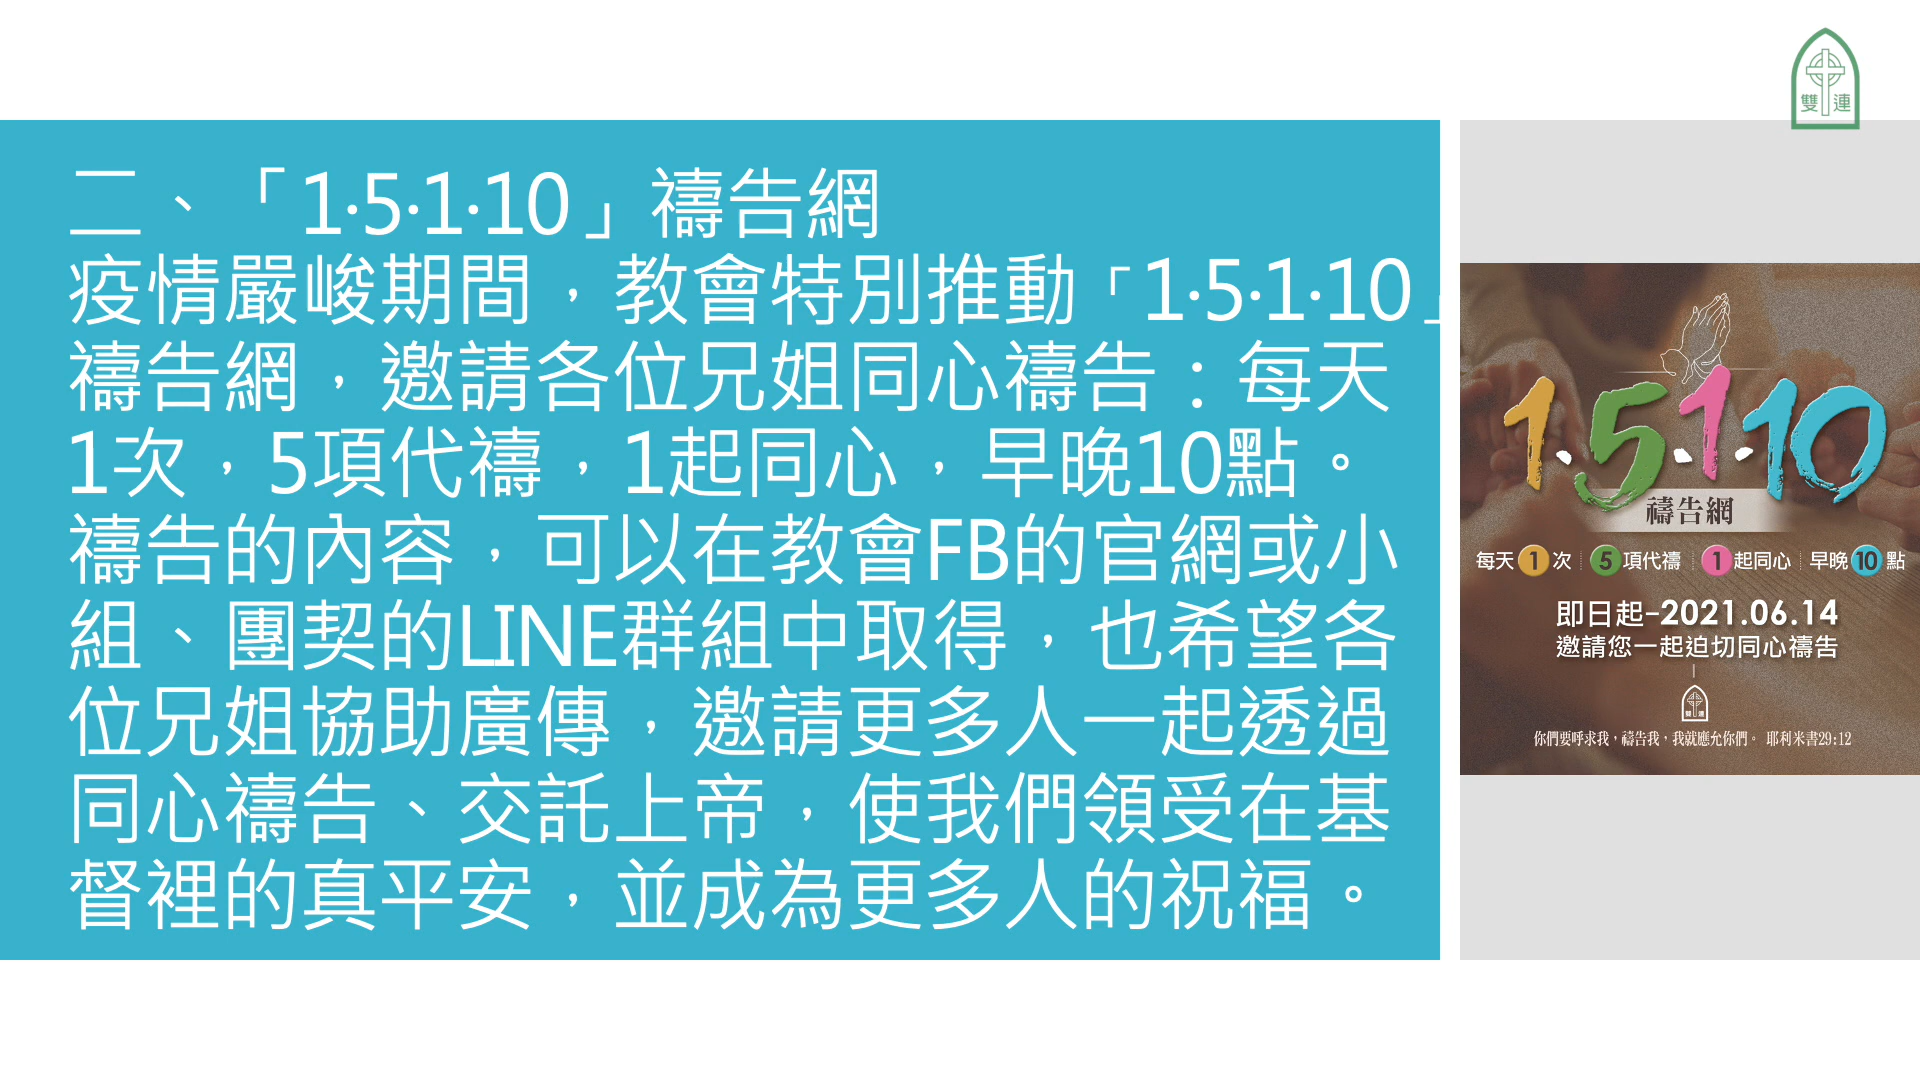 雙連
二、「1·5·1·10」禱告網
疫情嚴峻期間，教會特別推動「1·5·1·10」
禱告網，邀請各位兄姐同心禱告：每天
1次，5項代禱，1起同心，早晚10點。
禱告的內容，可以在教會FB的官網或小
組、團契的LINE群組中取得，也希望各
位兄姐協助廣傳，邀請更多人一起透過
同心禱告、交託上帝，使我們領受在基
督裡的真平安，並成為更多人的祝福。
1·5·1·10
禱告網
每天1次 5項代禱 1起同心 早晚10點
即日起-2021.06.14
邀請您一起迫切同心禱告
雙連
你們要呼求我，禱告我，我就應允你們。 耶利米書29:12